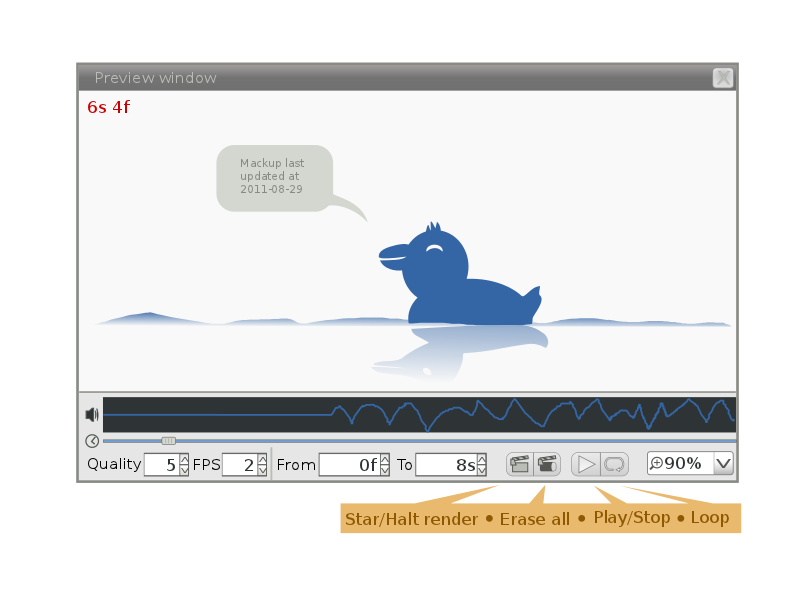 Preview window
6s 4f
Mackup last
updated at
2011-08-29
Quality 5 FPS 2 From 0f To 8s 90%
Star/Halt render • Erase all • Play/Stop • Loop